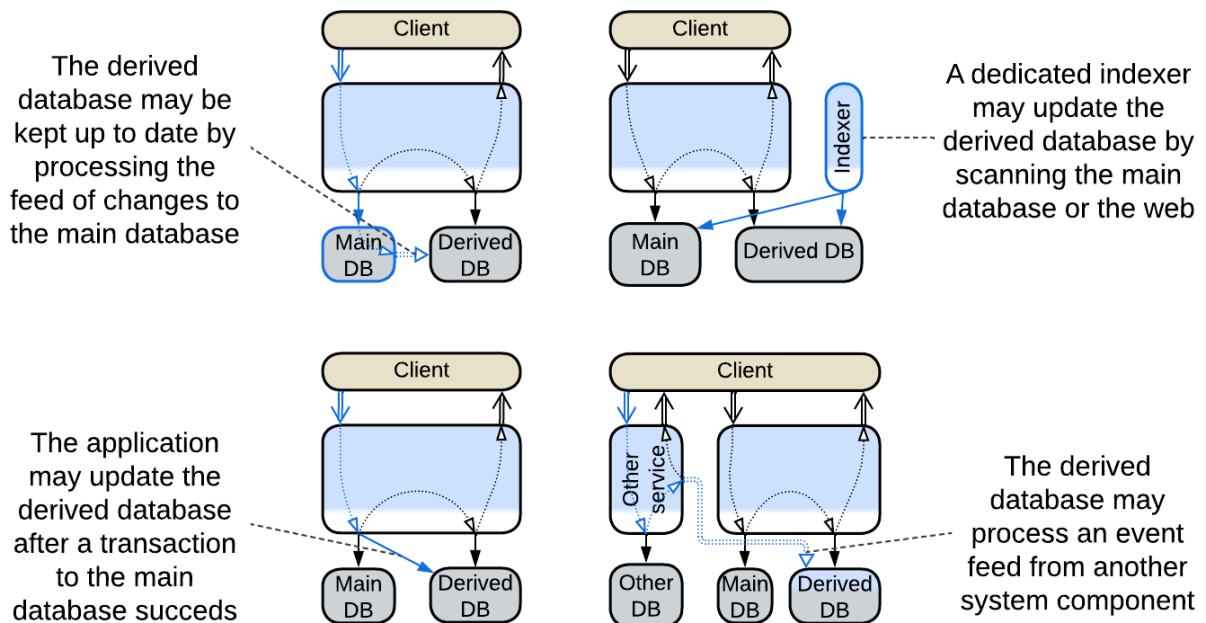 The derived
database may be
kept up to date by
processing the
feed of changes to
the main database
Client
Main
DB
Derived
DB
Client
Indexer
Main
DB
Derived DB
A dedicated indexer
may update the
derived database by
scanning the main
database or the web
The application
may update the
derived database
after a transaction
to the main
database succeds
Client
Main
DB
Derived
DB
Client
Other
service
Other
DB
Main
DB
Derived
DB
The derived
database may
process an event
feed from another
system component